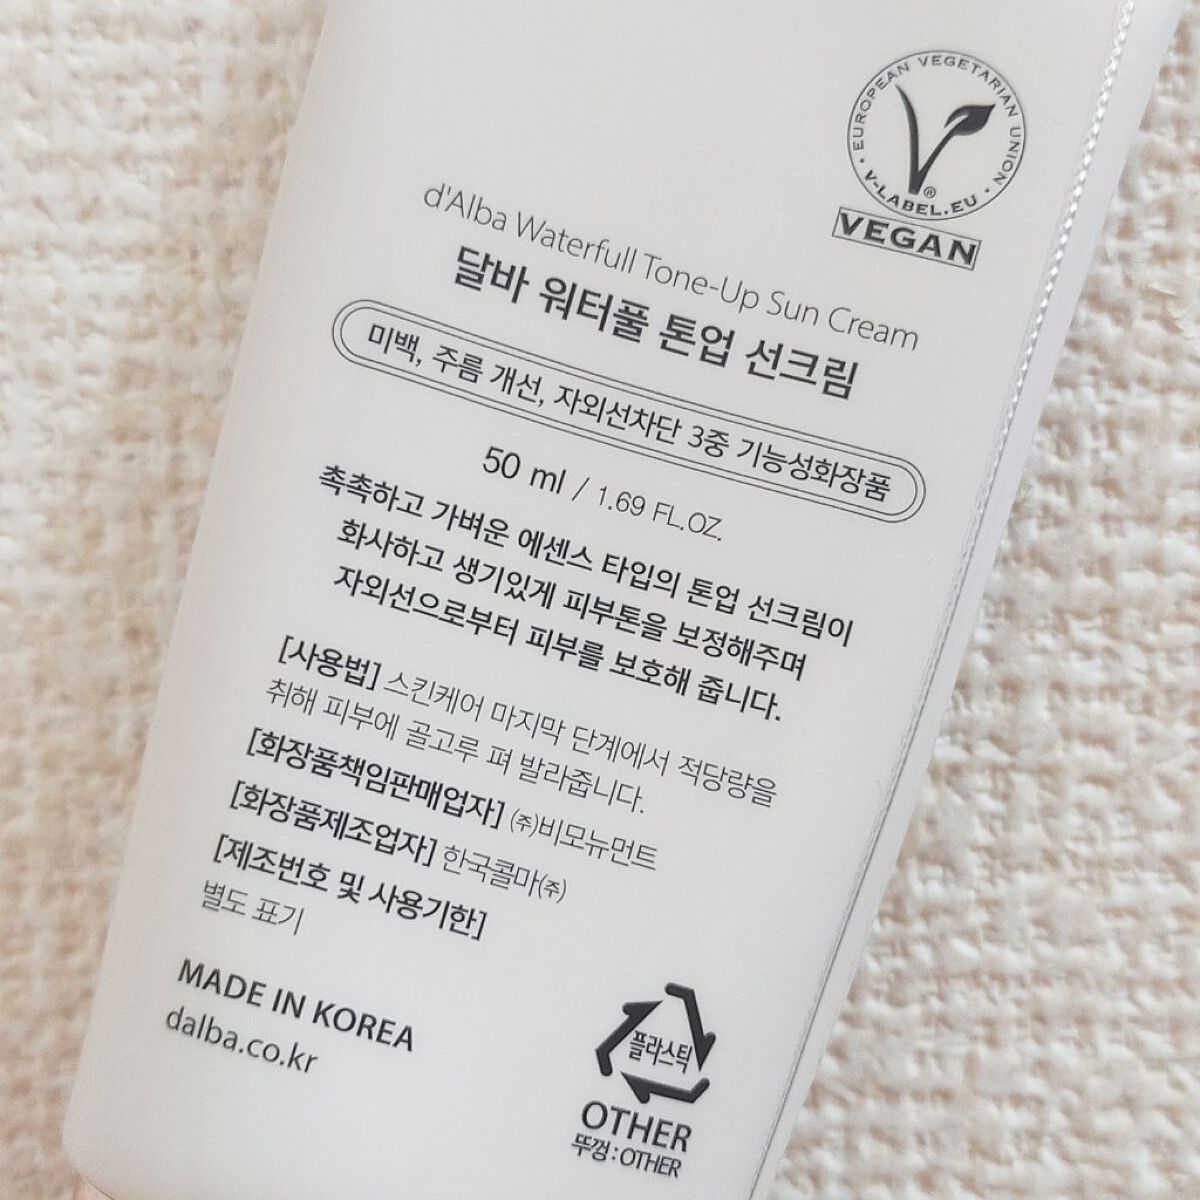 · EUROPEAN VEGETARIAN UNION ·
V-LABEL.EU
®
VEGAN
d'Alba Waterfull Tone-Up Sun Cream
달바 워터풀 톤업 선크림
미백, 주름 개선, 자외선차단 3중 기능성화장품
50 ml / 1.69 FL.OZ.
촉촉하고 가벼운 에센스 타입의 톤업 선크림이
화사하고 생기있게 피부톤을 보정해주며
자외선으로부터 피부를 보호해 줍니다.
[사용법] 스킨케어 마지막 단계에서 적당량을
취해 피부에 골고루 펴 발라줍니다.
[화장품책임판매업자] (주)비모뉴먼트
[화장품제조업자] 한국콜마(주)
[제조번호 및 사용기한]
별도 표기
MADE IN KOREA
dalba.co.kr
플라스틱
OTHER
뚜껑 : OTHER